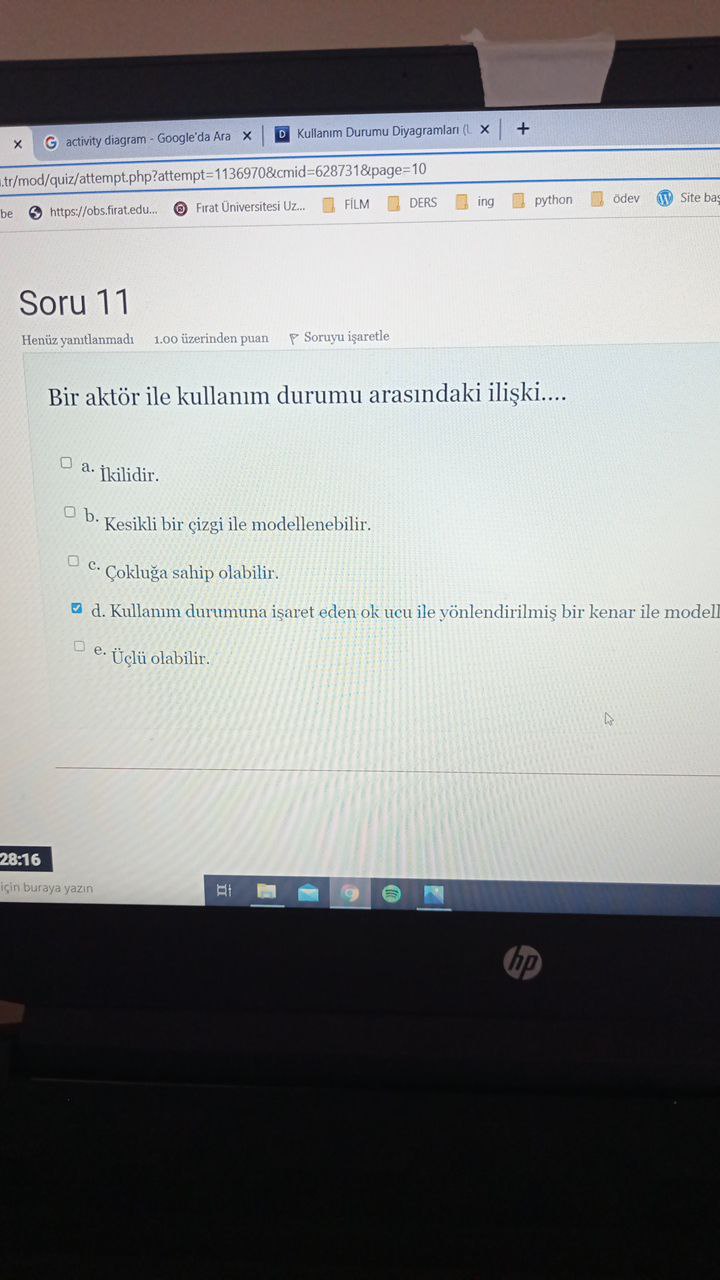 activity diagram - Google'da Ara
Kullanım Durumu Diyagramları (
.tr/mod/quiz/attempt.php?attempt=1136970&cmid=628731&page=10
be https://obs.firat.edu... Fırat Üniversitesi Uz... FİLM DERS ing python ödev Site baş
Soru 11
Henüz yanıtlanmadı 1.00 üzerinden puan Soruyu işaretle
Bir aktör ile kullanım durumu arasındaki ilişki....
a. İkilidir.
b. Kesikli bir çizgi ile modellenebilir.
c. Çokluğa sahip olabilir.
d. Kullanım durumuna işaret eden ok ucu ile yönlendirilmiş bir kenar ile modell
e. Üçlü olabilir.
28:16
için buraya yazın
hp